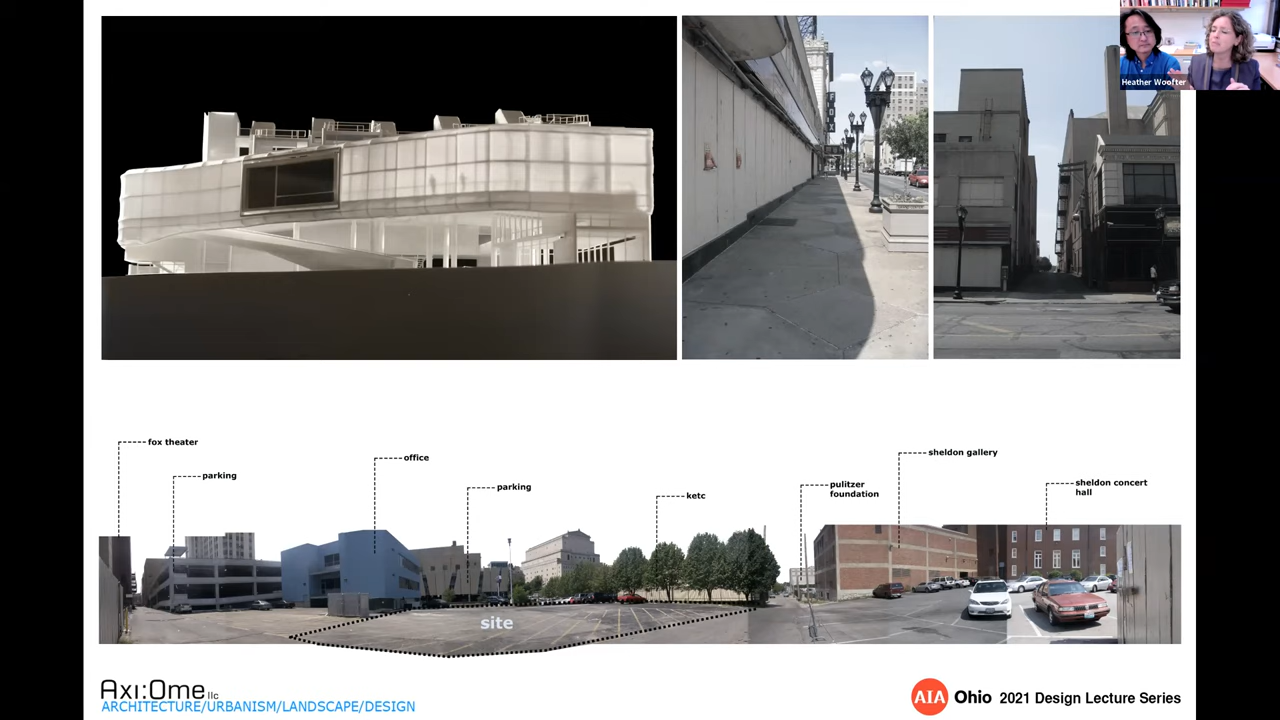 Heather Woofter
FOX
fox theater
parking
office
parking
ketc
pulitzer
foundation
sheldon gallery
sheldon concert
hall
site
Axi:Ome llc
ARCHITECTURE/URBANISM/LANDSCAPE/DESIGN
AIA Ohio 2021 Design Lecture Series